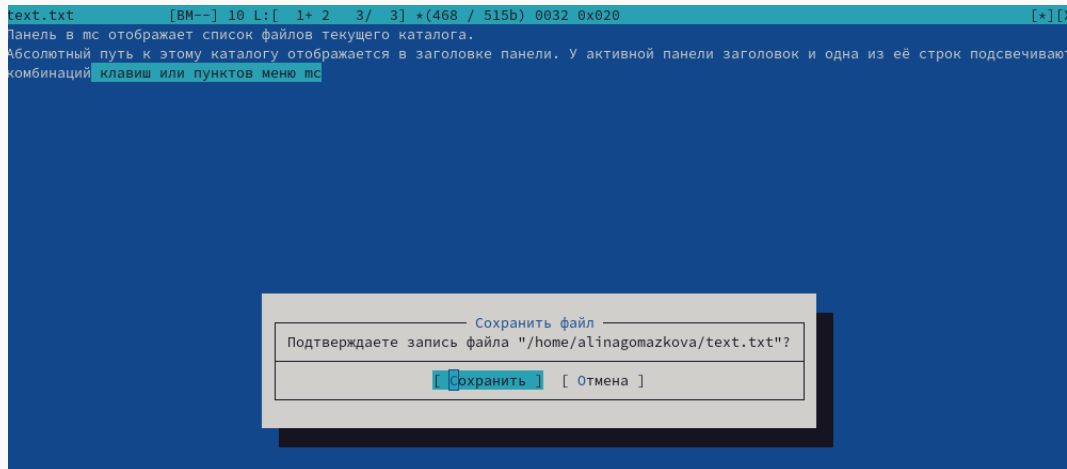 text.txt [BM--] 10 L:[ 1+ 2 3/ 3] *(468 / 515b) 0032 0x020 [*][X
Панель в mc отображает список файлов текущего каталога.
Абсолютный путь к этому каталогу отображается в заголовке панели. У активной панели заголовок и одна из её строк подсвечивают
комбинаций клавиш или пунктов меню mc
Сохранить файл
Подтверждаете запись файла "/home/alinagomazkova/text.txt"?
[ Сохранить ] [ Отмена ]